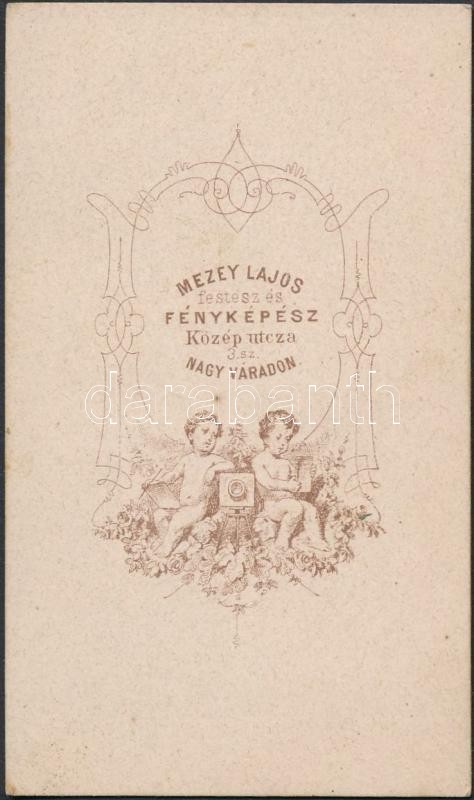 MEZEY LAJOS
festész és
FÉNYKÉPÉSZ
Közép utcza
3.sz.
NAGY VÁRADON.
darabanth